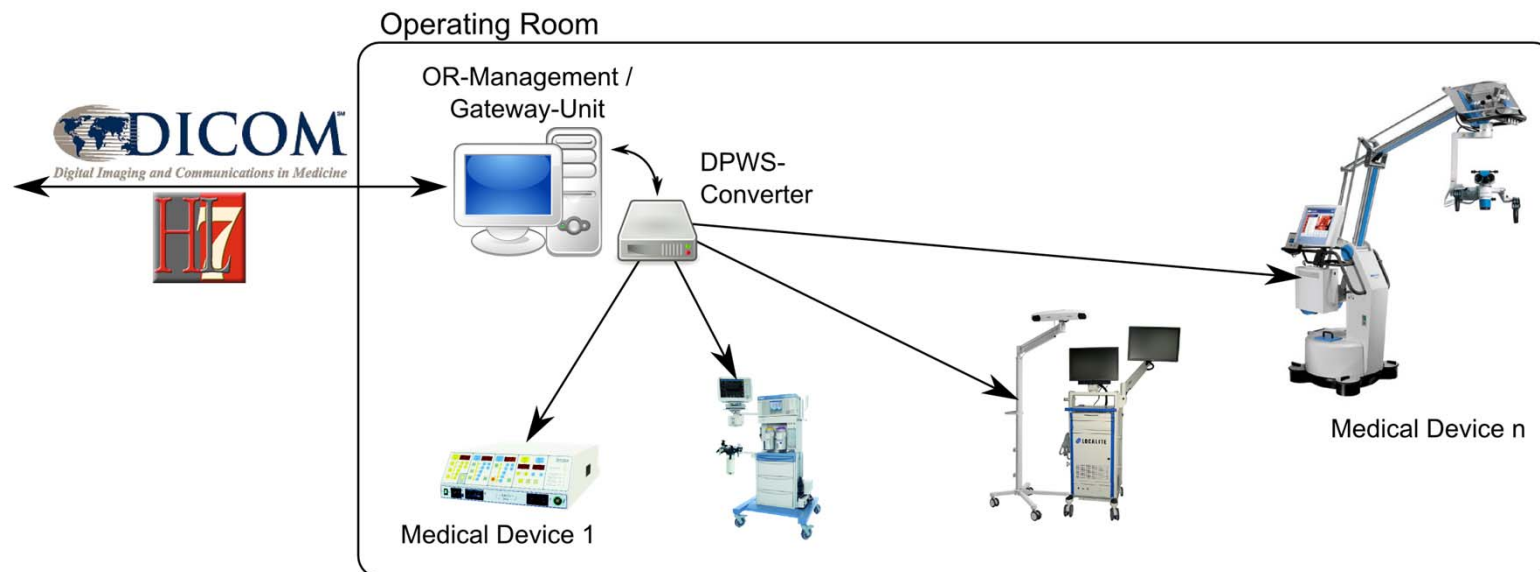 Operating Room
OR-Management /
Gateway-Unit
DICOM
SM
Digital Imaging and Communications in Medicine
HL7
DPWS-
Converter
LOCALITE
Medical Device n
Medical Device 1